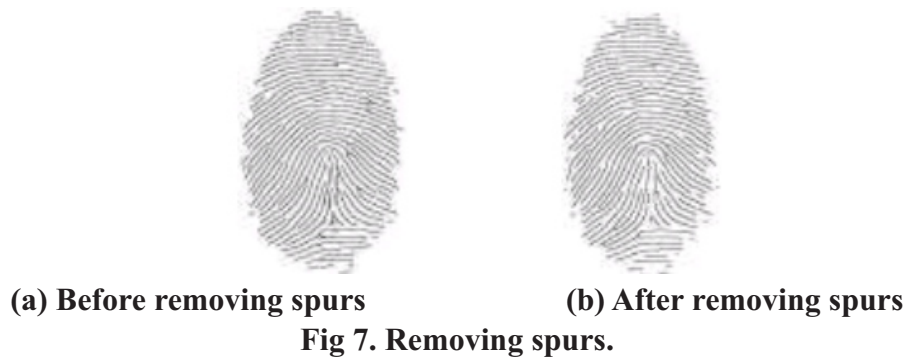 (a) Before removing spurs (b) After removing spurs
Fig 7. Removing spurs.